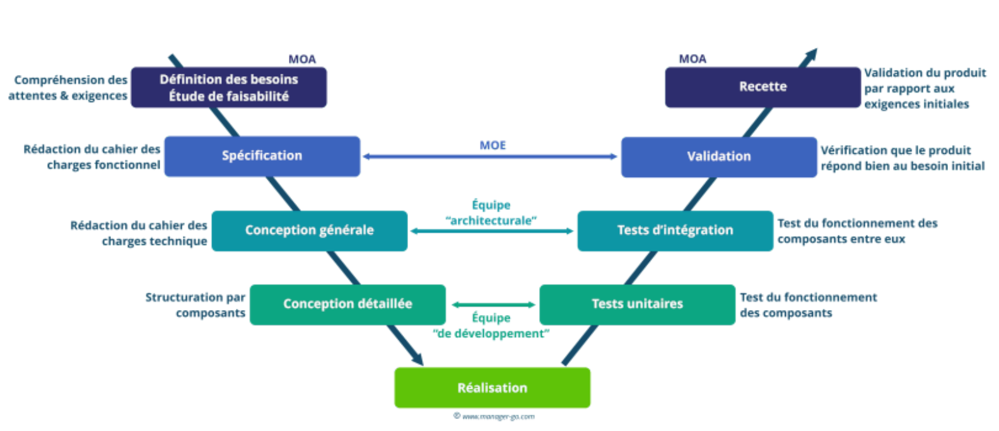 MOA
MOA
Compréhension des
attentes & exigences
Définition des besoins
Étude de faisabilité
Recette
Validation du produit
par rapport aux
exigences initiales
Rédaction du cahier des
charges fonctionnel
Spécification
MOE
Validation
Vérification que le produit
répond bien au besoin initial
Rédaction du cahier des
charges technique
Conception générale
Équipe
“architecturale”
Tests d’intégration
Test du fonctionnement des
composants entre eux
Structuration par
composants
Conception détaillée
Équipe
“de développement”
Tests unitaires
Test du fonctionnement
des composants
Réalisation
© www.manager-go.com